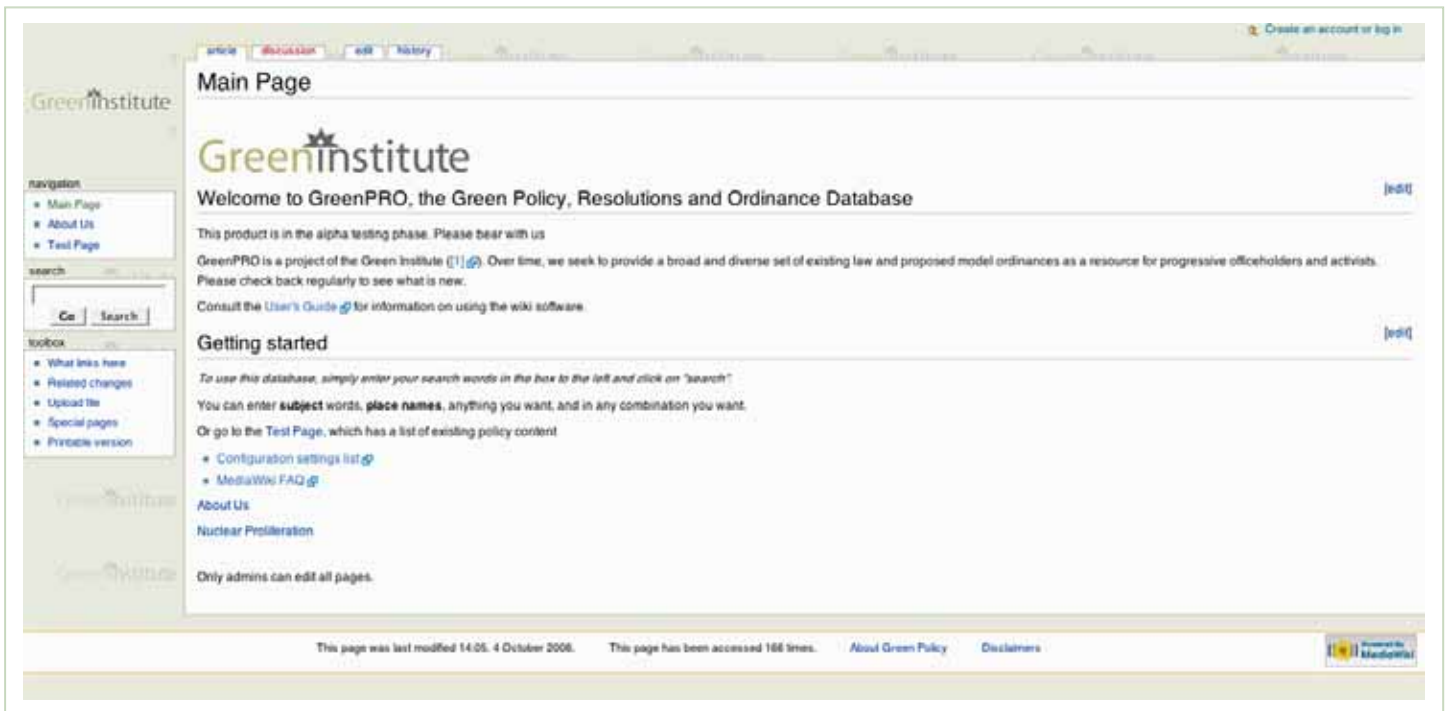 Create an account or log in
article discussion edit history
Main Page
Greeninstitute
Greeninstitute
navigation
Main Page
About Us
Test Page
search
Go Search
toolbox
What links here
Related changes
Upload file
Special pages
Printable version
[edit]
Welcome to GreenPRO, the Green Policy, Resolutions and Ordinance Database
This product is in the alpha testing phase. Please bear with us
GreenPRO is a project of the Green Institute ([1]). Over time, we seek to provide a broad and diverse set of existing law and proposed model ordinances as a resource for progressive officeholders and activists.
Please check back regularly to see what is new.
Consult the User's Guide for information on using the wiki software.
[edit]
Getting started
To use this database, simply enter your search words in the box to the left and click on "search".
You can enter subject words, place names, anything you want, and in any combination you want.
Or go to the Test Page, which has a list of existing policy content
Configuration settings list
MediaWiki FAQ
About Us
Nuclear Proliferation
Only admins can edit all pages.
This page was last modified 14:05, 4 October 2006. This page has been accessed 166 times. About Green Policy Disclaimers
Powered By
MediaWiki